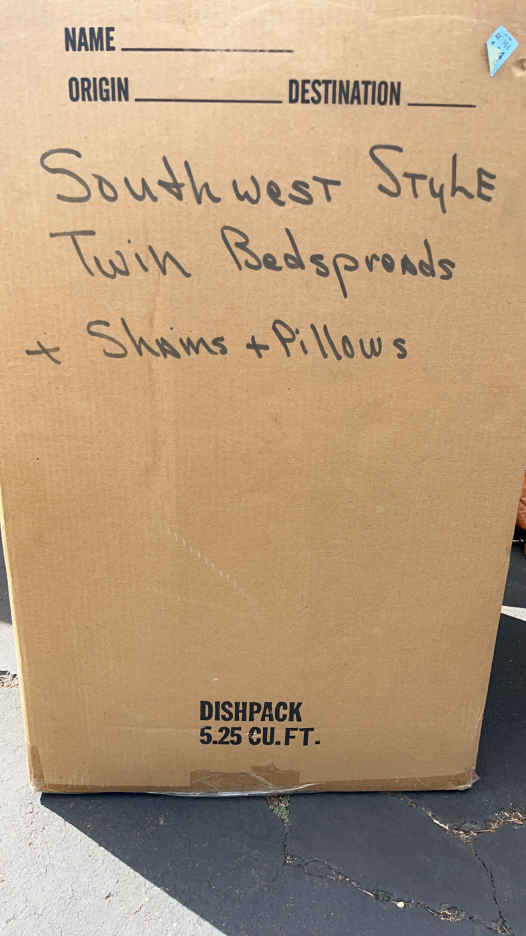 NAME
ORIGIN DESTINATION
Southwest STyLE
Twin Bedspreads
+ Shams + Pillows
DISHPACK
5.25 CU. FT.